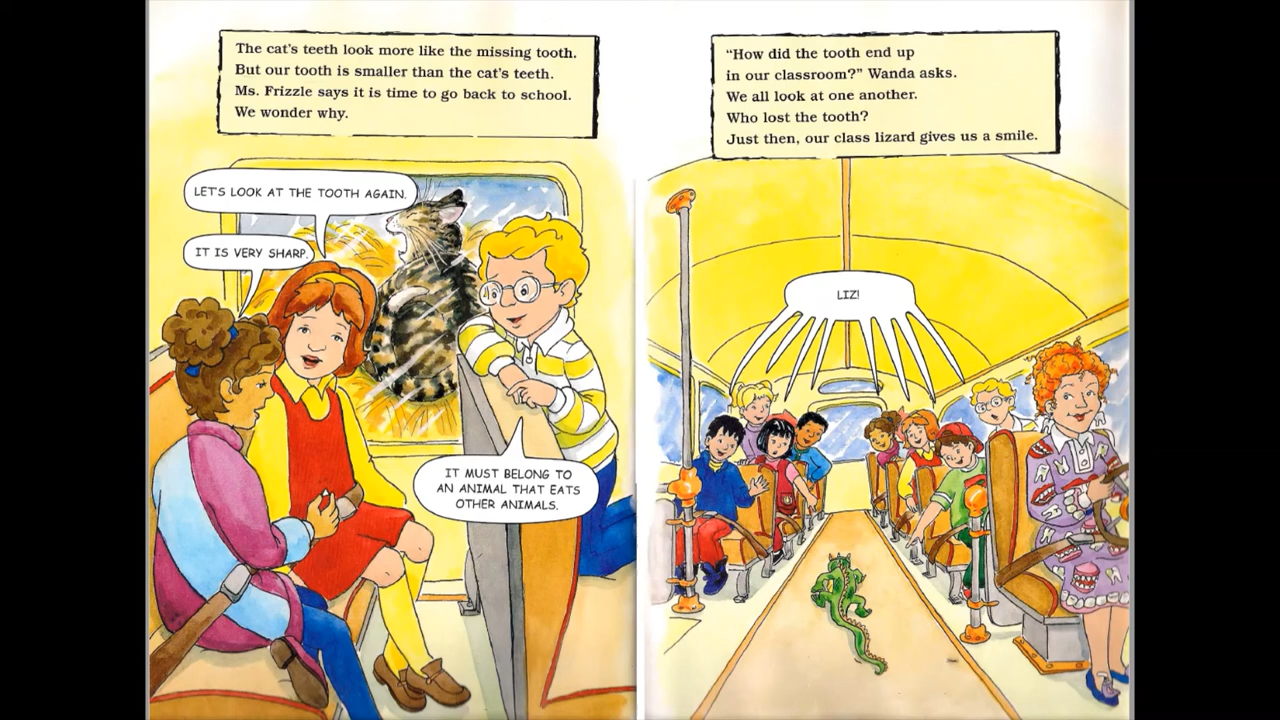 The cat's teeth look more like the missing tooth.
But our tooth is smaller than the cat's teeth.
Ms. Frizzle says it is time to go back to school.
We wonder why.
LET'S LOOK AT THE TOOTH AGAIN.
IT IS VERY SHARP.
IT MUST BELONG TO
AN ANIMAL THAT EATS
OTHER ANIMALS.
“How did the tooth end up
in our classroom?” Wanda asks.
We all look at one another.
Who lost the tooth?
Just then, our class lizard gives us a smile.
LIZ!